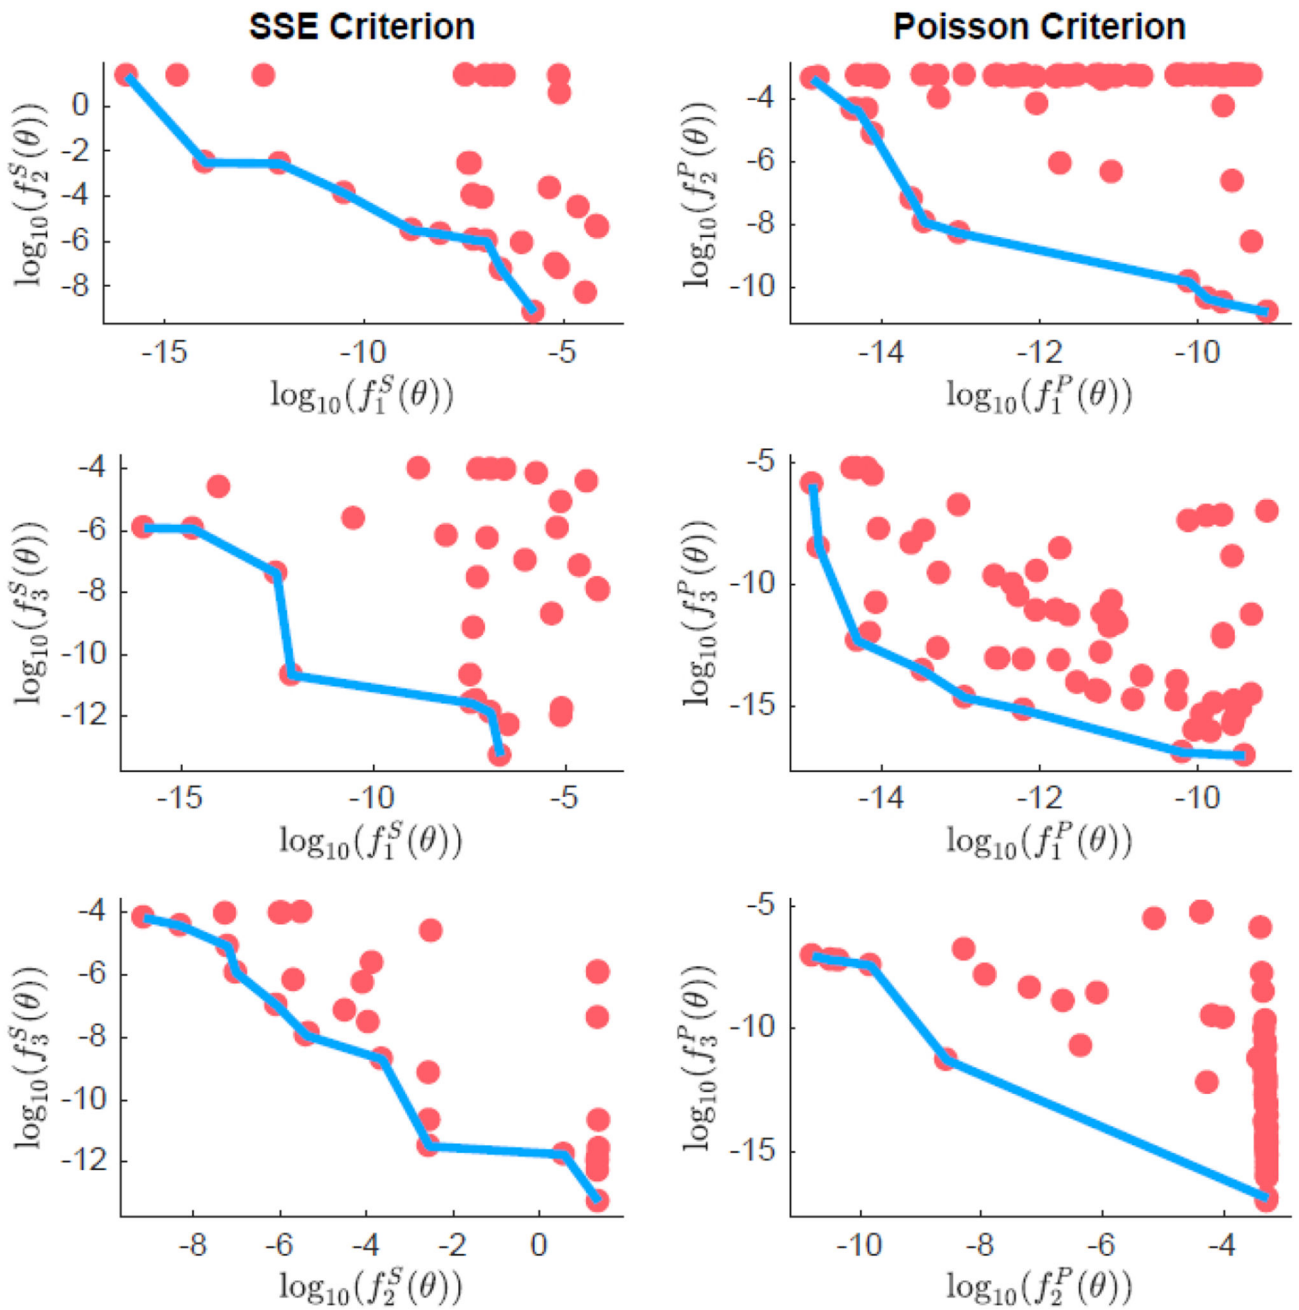 SSE Criterion
Poisson Criterion
log₁₀(f₂ˢ(θ))
0
-2
-4
-6
-8
-15 -10 -5
log₁₀(f₁ˢ(θ))
log₁₀(f₂ᴾ(θ))
-4
-6
-8
-10
-14 -12 -10
log₁₀(f₁ᴾ(θ))
log₁₀(f₃ˢ(θ))
-4
-6
-8
-10
-12
-15 -10 -5
log₁₀(f₁ˢ(θ))
log₁₀(f₃ᴾ(θ))
-5
-10
-15
-14 -12 -10
log₁₀(f₁ᴾ(θ))
log₁₀(f₃ˢ(θ))
-4
-6
-8
-10
-12
-8 -6 -4 -2 0
log₁₀(f₂ˢ(θ))
log₁₀(f₃ᴾ(θ))
-5
-10
-15
-10 -8 -6 -4
log₁₀(f₂ᴾ(θ))